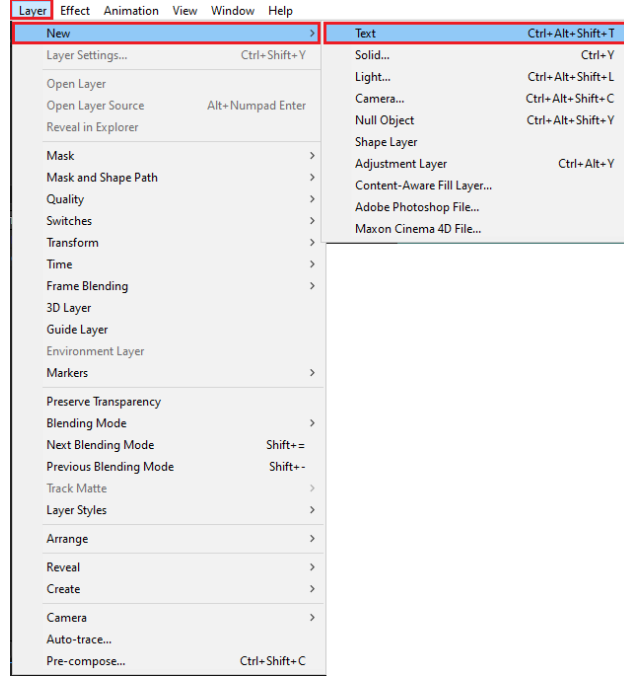 Layer Effect Animation View Window Help
New >
Layer Settings... Ctrl+Shift+Y
Open Layer
Open Layer Source Alt+Numpad Enter
Reveal in Explorer
Mask >
Mask and Shape Path >
Quality >
Switches >
Transform >
Time >
Frame Blending >
3D Layer
Guide Layer
Environment Layer
Markers >
Preserve Transparency
Blending Mode >
Next Blending Mode Shift+=
Previous Blending Mode Shift+-
Track Matte >
Layer Styles >
Arrange >
Reveal >
Create >
Camera >
Auto-trace...
Pre-compose... Ctrl+Shift+C
Text Ctrl+Alt+Shift+T
Solid... Ctrl+Y
Light... Ctrl+Alt+Shift+L
Camera... Ctrl+Alt+Shift+C
Null Object Ctrl+Alt+Shift+Y
Shape Layer
Adjustment Layer Ctrl+Alt+Y
Content-Aware Fill Layer...
Adobe Photoshop File...
Maxon Cinema 4D File...